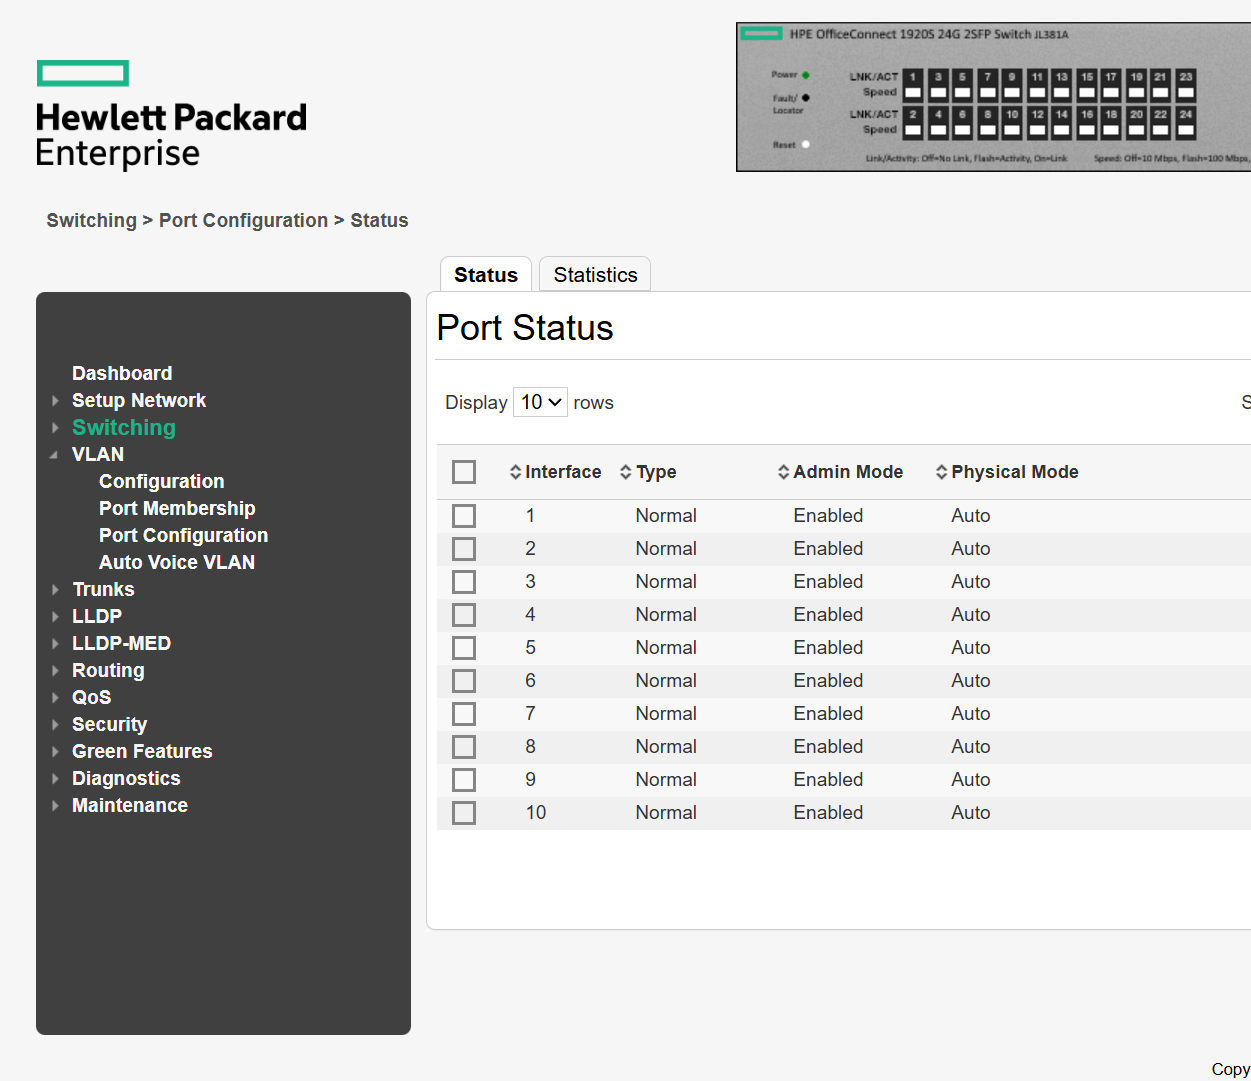 HPE OfficeConnect 1920S 24G 2SFP Switch JL381A
Power
LNK/ACT 1 3 5 7 9 11 13 15 17 19 21 23
Speed
Fault/
Locator
LNK/ACT 2 4 6 8 10 12 14 16 18 20 22 24
Speed
Reset
Link/Activity: Off=No Link, Flash=Activity, On=Link Speed: Off=10 Mbps, Flash=100 Mbps,
Hewlett Packard
Enterprise
Switching > Port Configuration > Status
Status Statistics
Dashboard
Setup Network
Switching
VLAN
Configuration
Port Membership
Port Configuration
Auto Voice VLAN
Trunks
LLDP
LLDP-MED
Routing
QoS
Security
Green Features
Diagnostics
Maintenance
Port Status
Display 10 rows
S
Interface Type Admin Mode Physical Mode
1 Normal Enabled Auto
2 Normal Enabled Auto
3 Normal Enabled Auto
4 Normal Enabled Auto
5 Normal Enabled Auto
6 Normal Enabled Auto
7 Normal Enabled Auto
8 Normal Enabled Auto
9 Normal Enabled Auto
10 Normal Enabled Auto
Copy